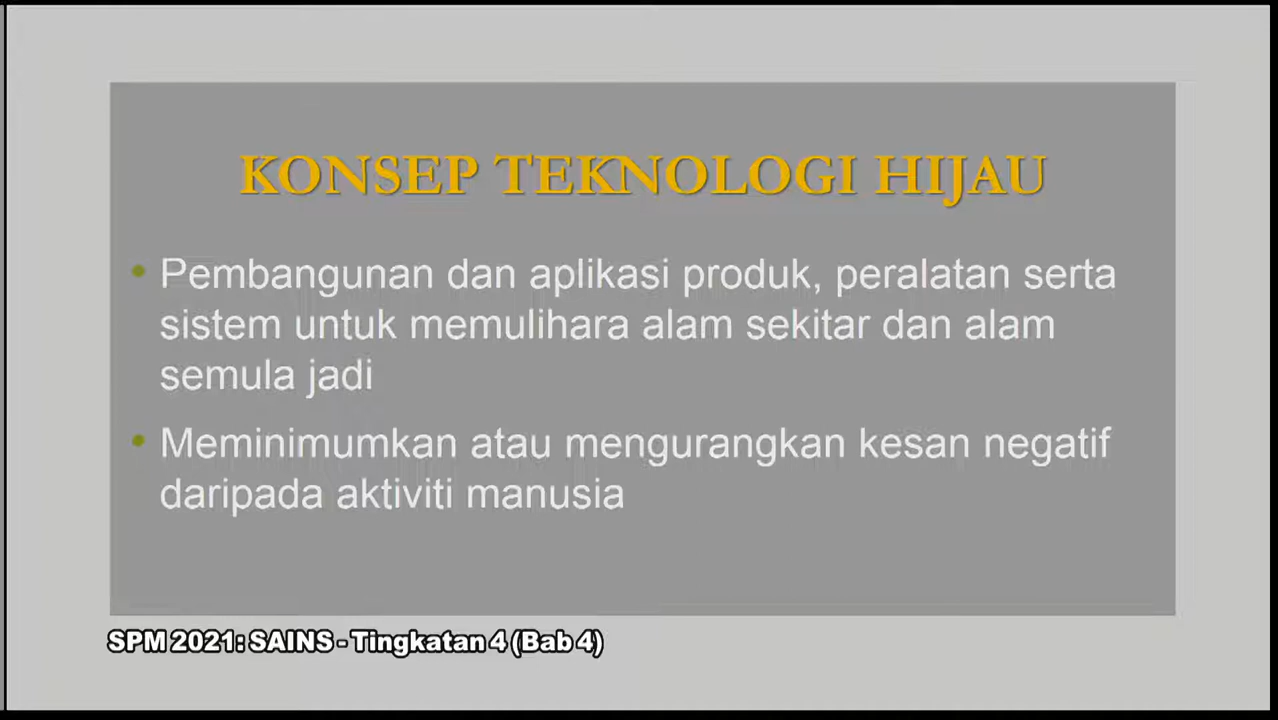 KONSEP TEKNOLOGI HIJAU
• Pembangunan dan aplikasi produk, peralatan serta
sistem untuk memulihara alam sekitar dan alam
semula jadi
• Meminimumkan atau mengurangkan kesan negatif
daripada aktiviti manusia
SPM 2021: SAINS - Tingkatan 4 (Bab 4)